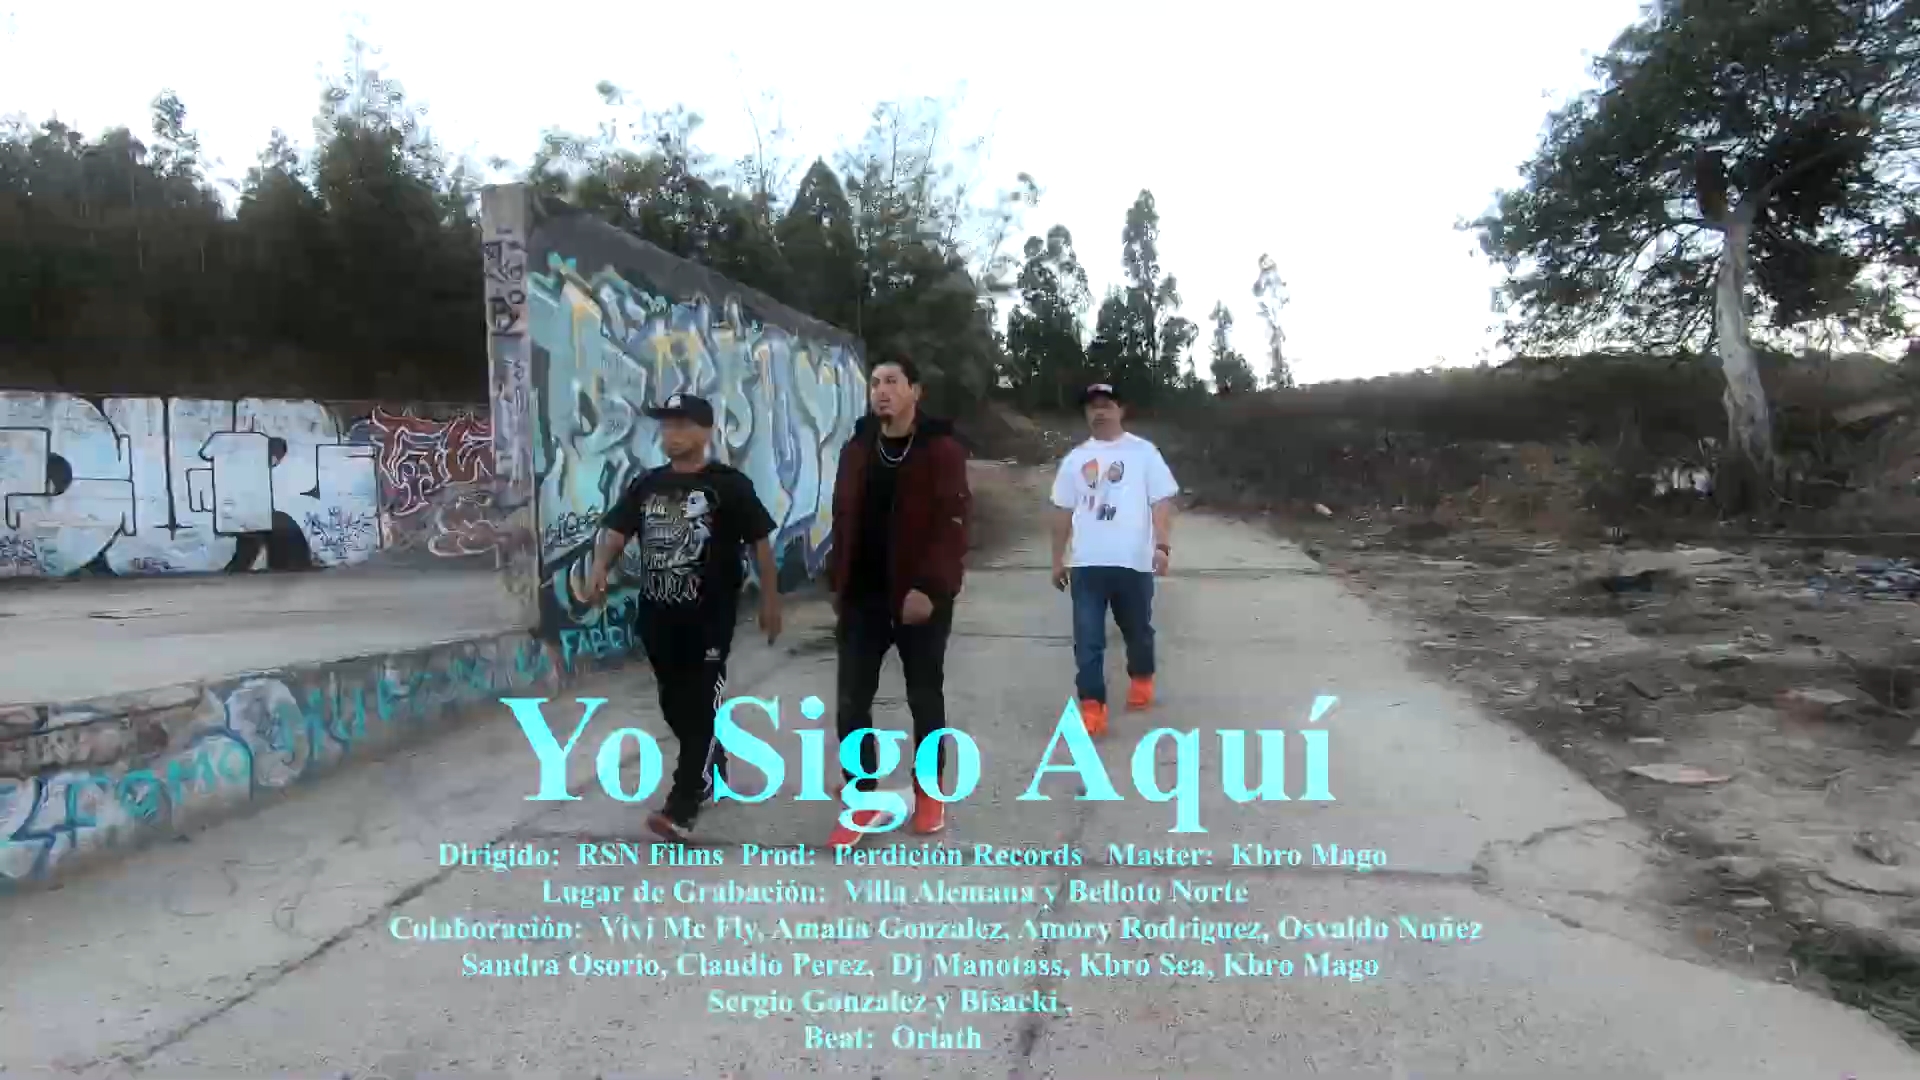 FABRI
COMO
Yo Sigo Aquí
Dirigido: RSN Films Prod: Perdición Records Master: Kbro Mago
Lugar de Grabación: Villa Alemana y Belloto Norte
Colaboración: Vivi Mc Fly, Amalia Gonzalez, Amory Rodriguez, Osvaldo Nuñez
Sandra Osorio, Claudio Perez, Dj Manotass, Kbro Sea, Kbro Mago
Sergio Gonzalez y Bisacki .
Beat: Oriath